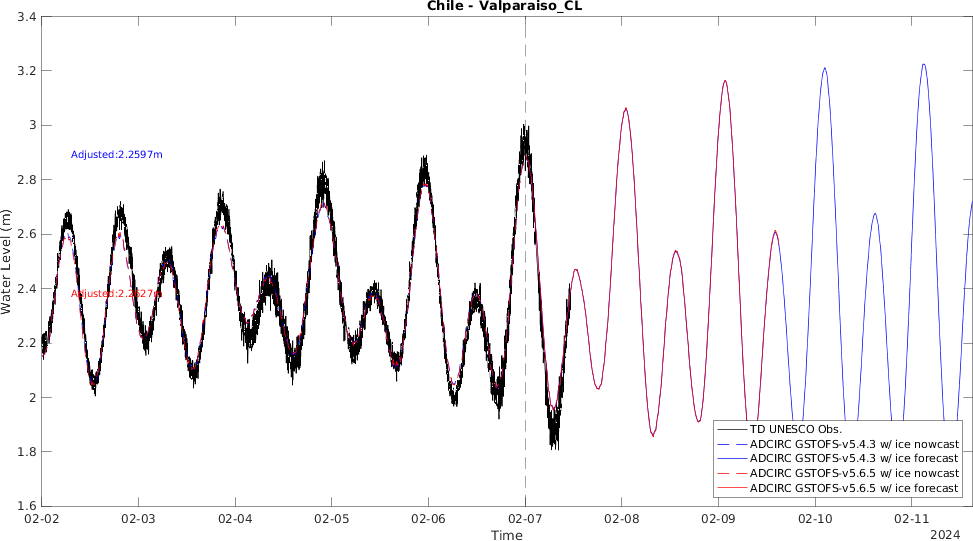 Chile - Valparaiso_CL
3.4
3.2
3
2.8
2.6
2.4
2.2
2
1.8
1.6
Water Level (m)
Adjusted:2.2597m
TD UNESCO Obs.
ADCIRC GSTOFS-v5.4.3 w/ ice nowcast
ADCIRC GSTOFS-v5.4.3 w/ ice forecast
ADCIRC GSTOFS-v5.6.5 w/ ice nowcast
ADCIRC GSTOFS-v5.6.5 w/ ice forecast
02-02 02-03 02-04 02-05 02-06 02-07 02-08 02-09 02-10 02-11
Time
2024